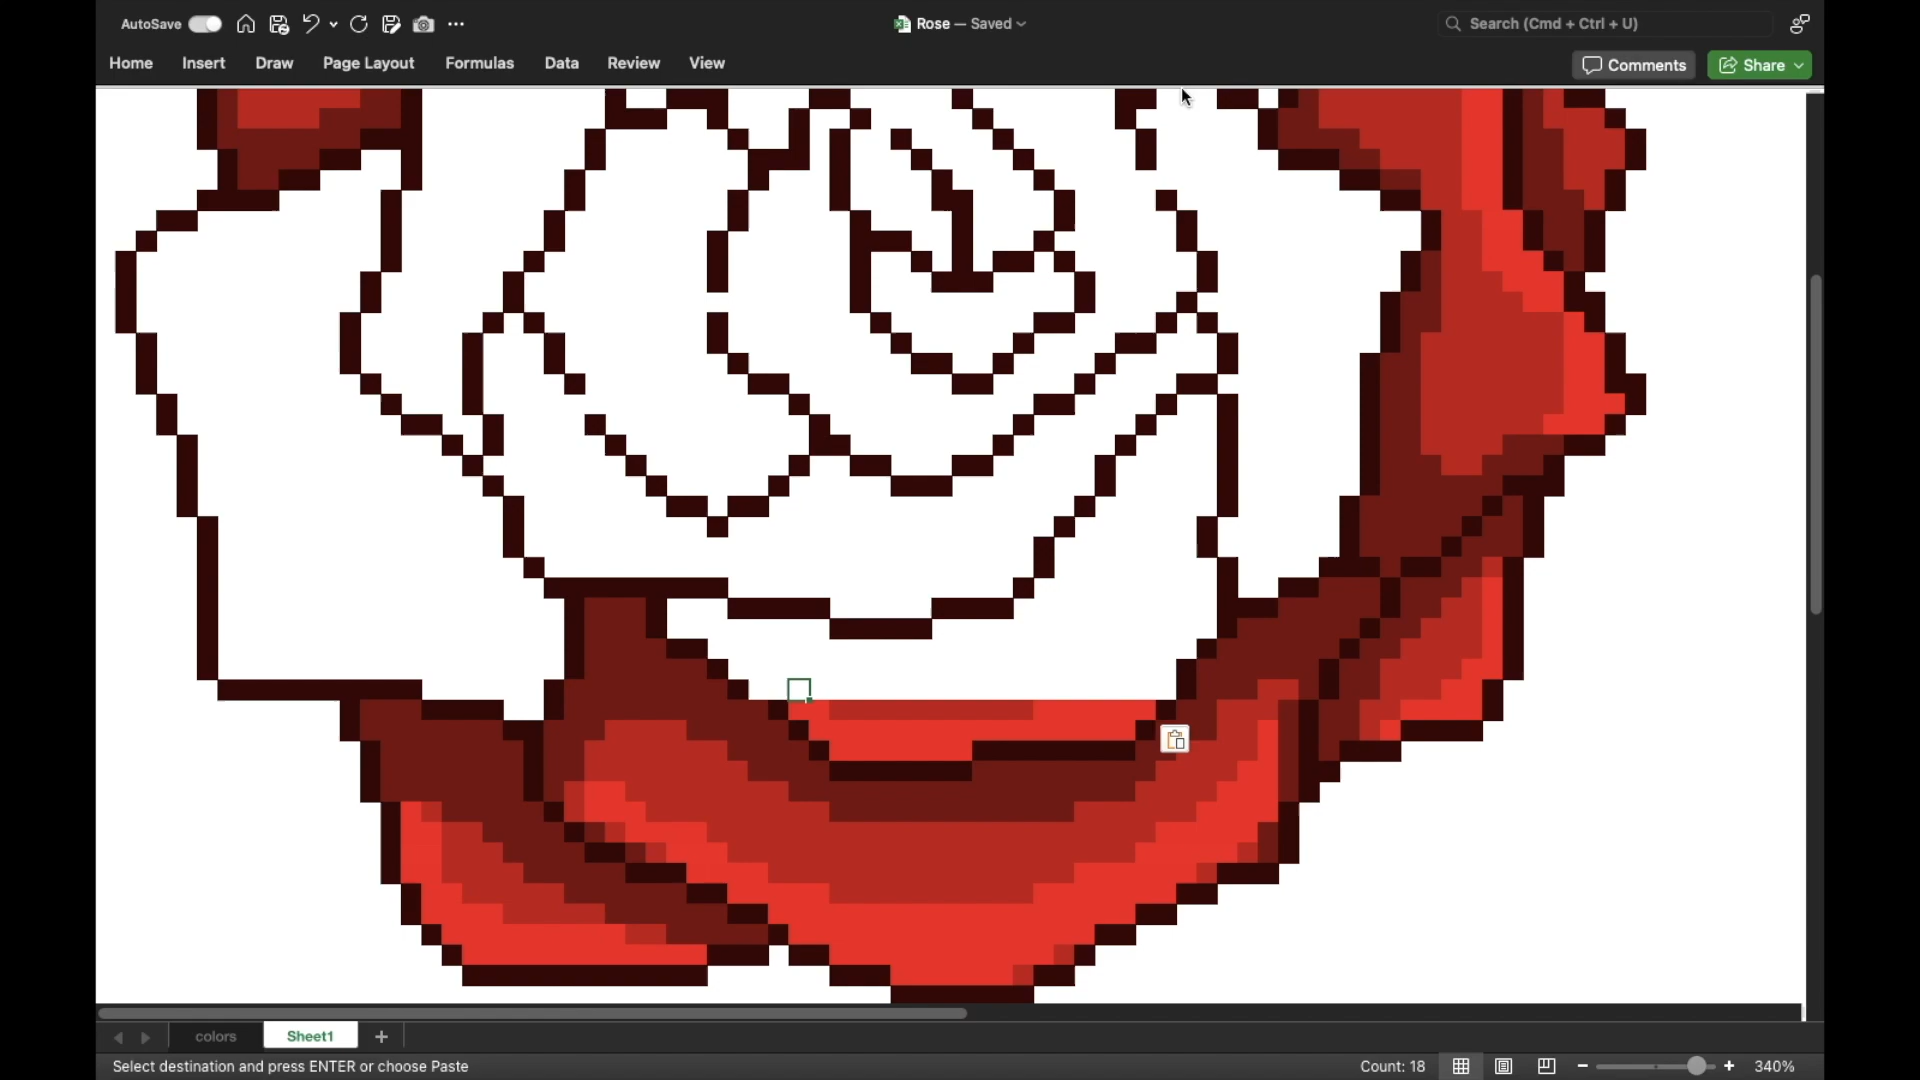 AutoSave
Rose — Saved
Search (Cmd + Ctrl + U)
Home Insert Draw Page Layout Formulas Data Review View
Comments Share
colors Sheet1
Select destination and press ENTER or choose Paste
Count: 18
340%